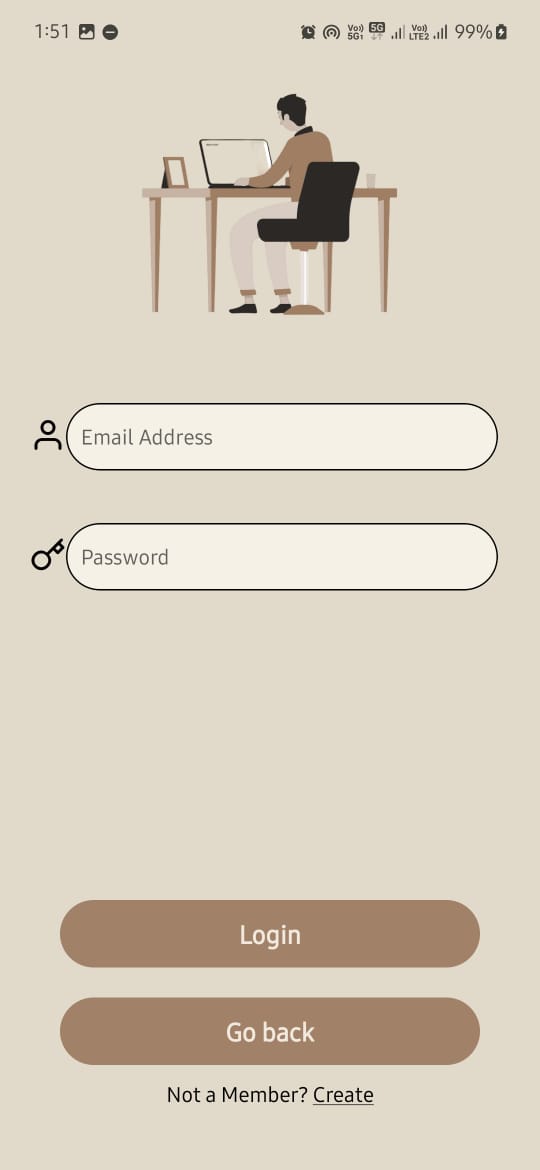 1:51 Vo)) 5G1 5G Vo)) LTE2 99%
Email Address
Password
Login
Go back
Not a Member? Create